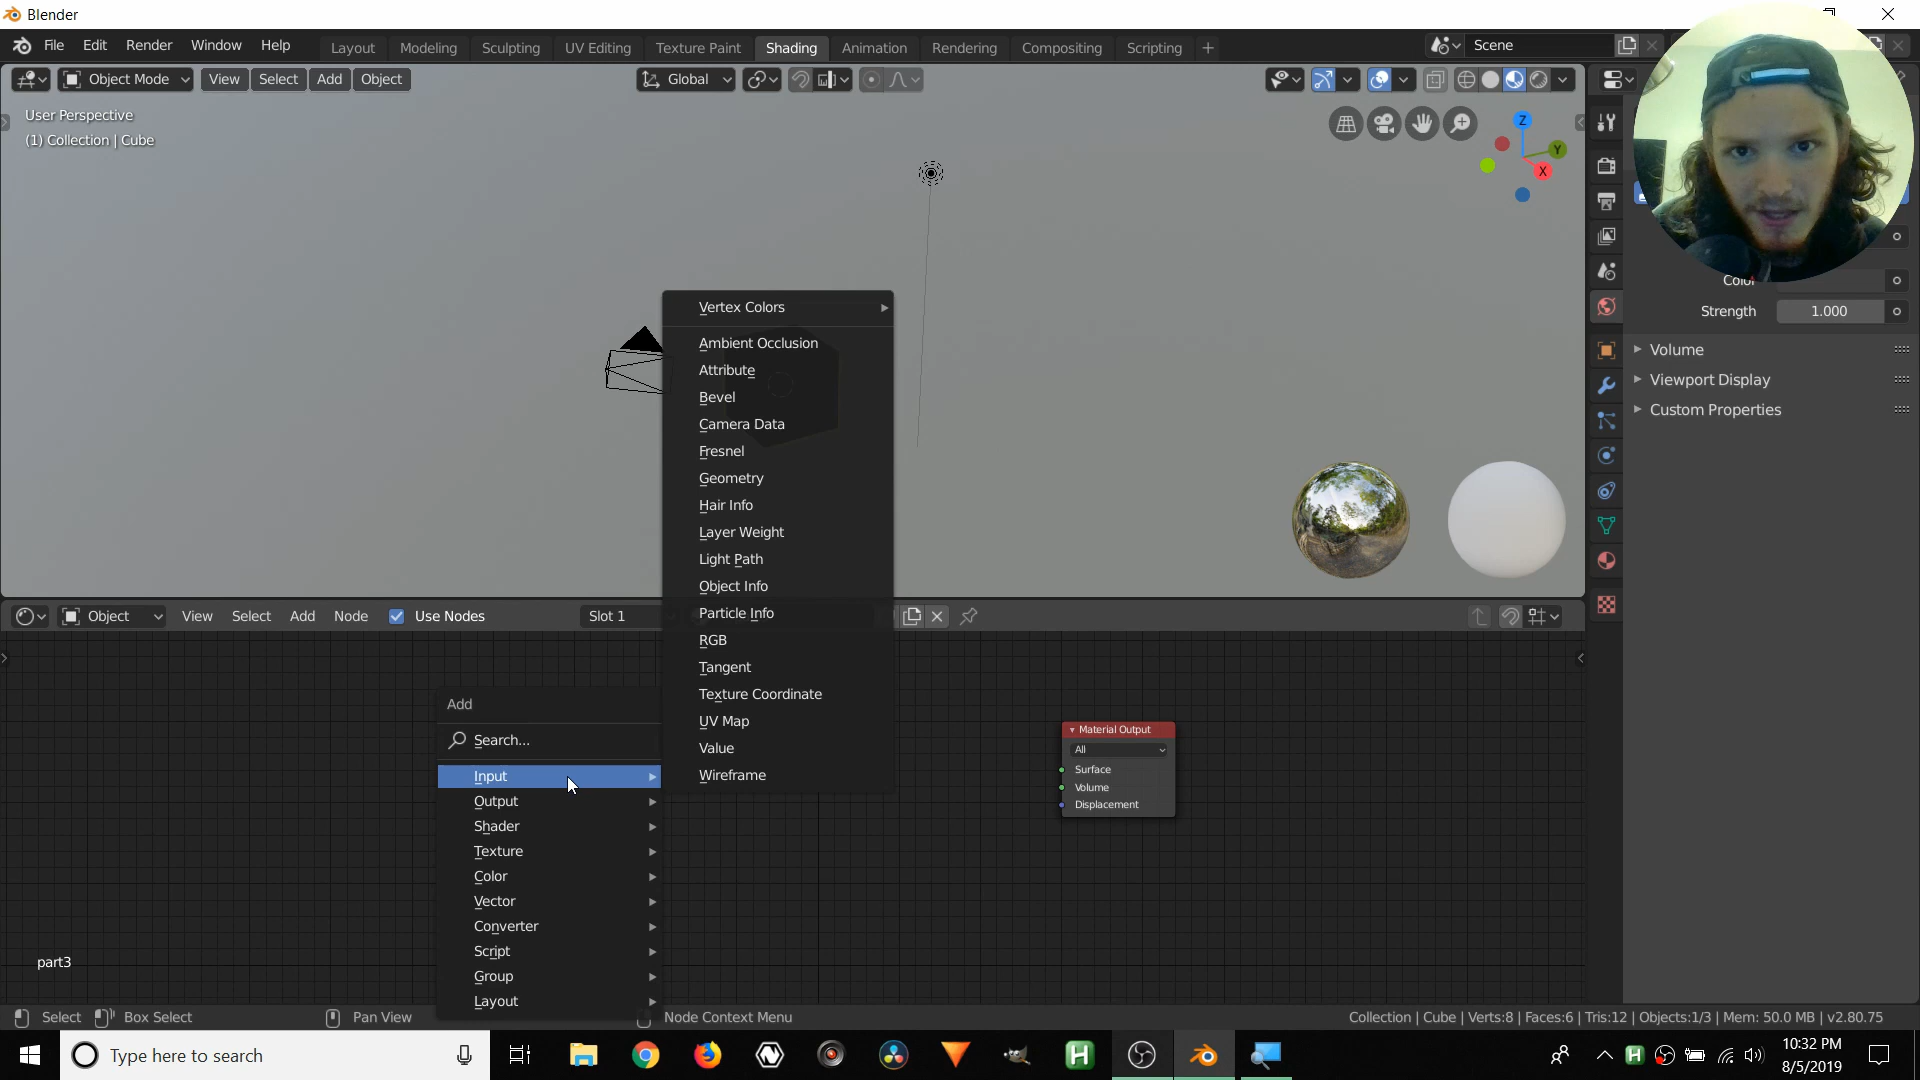 Blender
File Edit Render Window Help
Layout Modeling Sculpting UV Editing Texture Paint Shading Animation Rendering Compositing Scripting +
Scene
Object Mode View Select Add Object
Global
User Perspective
(1) Collection | Cube
Z
Y
X
Color
Strength 1.000
Volume
Viewport Display
Custom Properties
Vertex Colors
Ambient Occlusion
Attribute
Bevel
Camera Data
Fresnel
Geometry
Hair Info
Layer Weight
Light Path
Object Info
Particle Info
RGB
Tangent
Texture Coordinate
UV Map
Value
Wireframe
Object View Select Add Node Use Nodes Slot 1
Add
Search...
Input
Output
Shader
Texture
Color
Vector
Converter
Script
Group
Layout
Material Output
All
Surface
Volume
Displacement
part3
Select Box Select Pan View Node Context Menu
Collection | Cube | Verts:8 | Faces:6 | Tris:12 | Objects:1/3 | Mem: 50.0 MB | v2.80.75
Type here to search
10:32 PM
8/5/2019